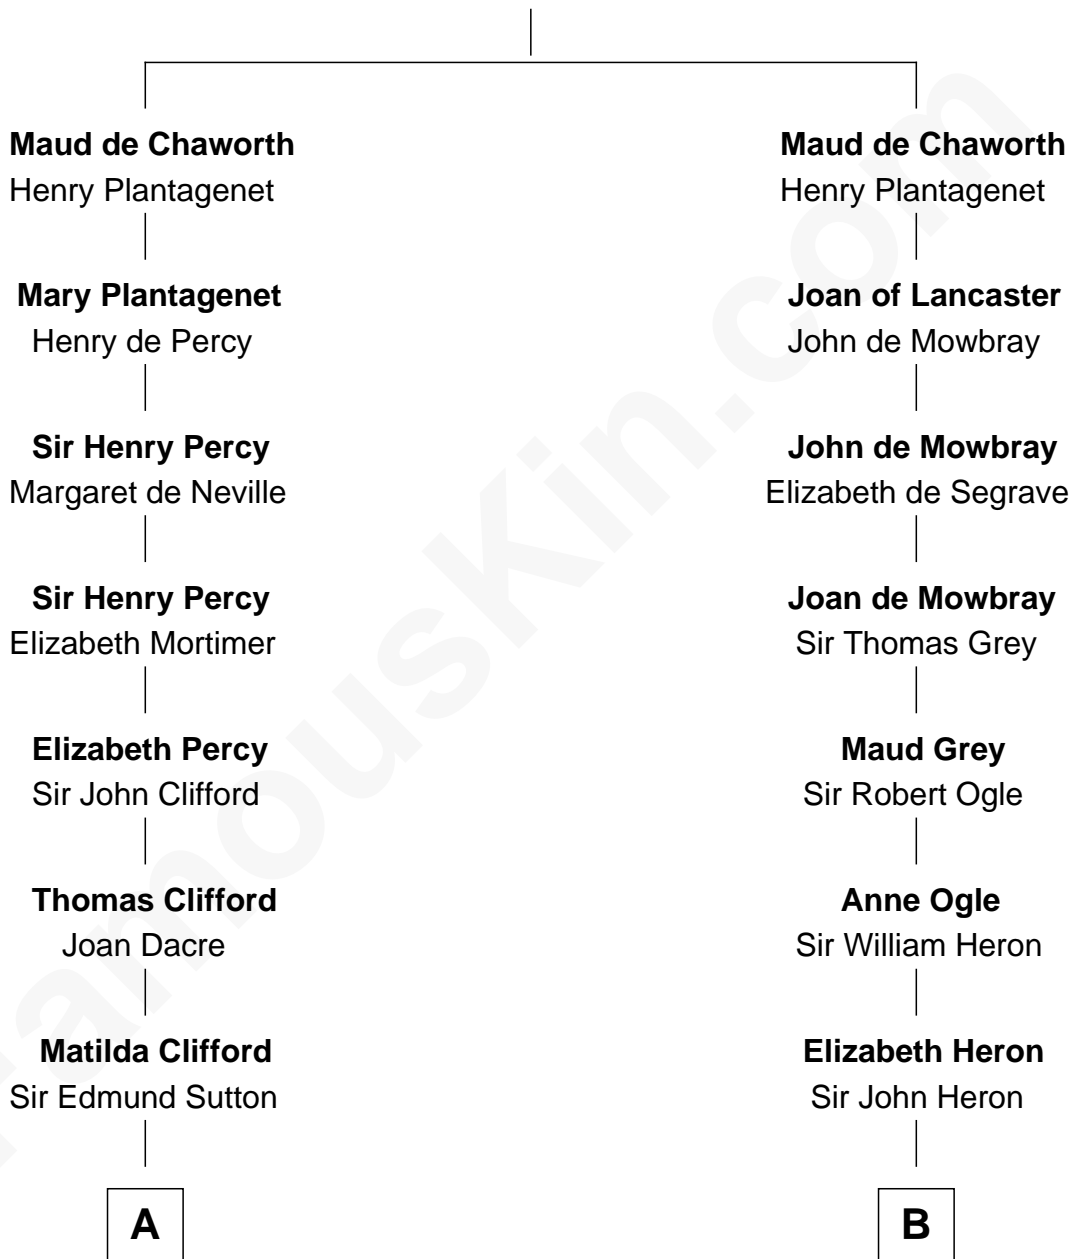 Maud de Chaworth
Henry Plantagenet
Mary Plantagenet
Henry de Percy
Sir Henry Percy
Margaret de Neville
Sir Henry Percy
Elizabeth Mortimer
Elizabeth Percy
Sir John Clifford
Thomas Clifford
Joan Dacre
Matilda Clifford
Sir Edmund Sutton
A
Maud de Chaworth
Henry Plantagenet
Joan of Lancaster
John de Mowbray
John de Mowbray
Elizabeth de Segrave
Joan de Mowbray
Sir Thomas Grey
Maud Grey
Sir Robert Ogle
Anne Ogle
Sir William Heron
Elizabeth Heron
Sir John Heron
B
FamousKin.com